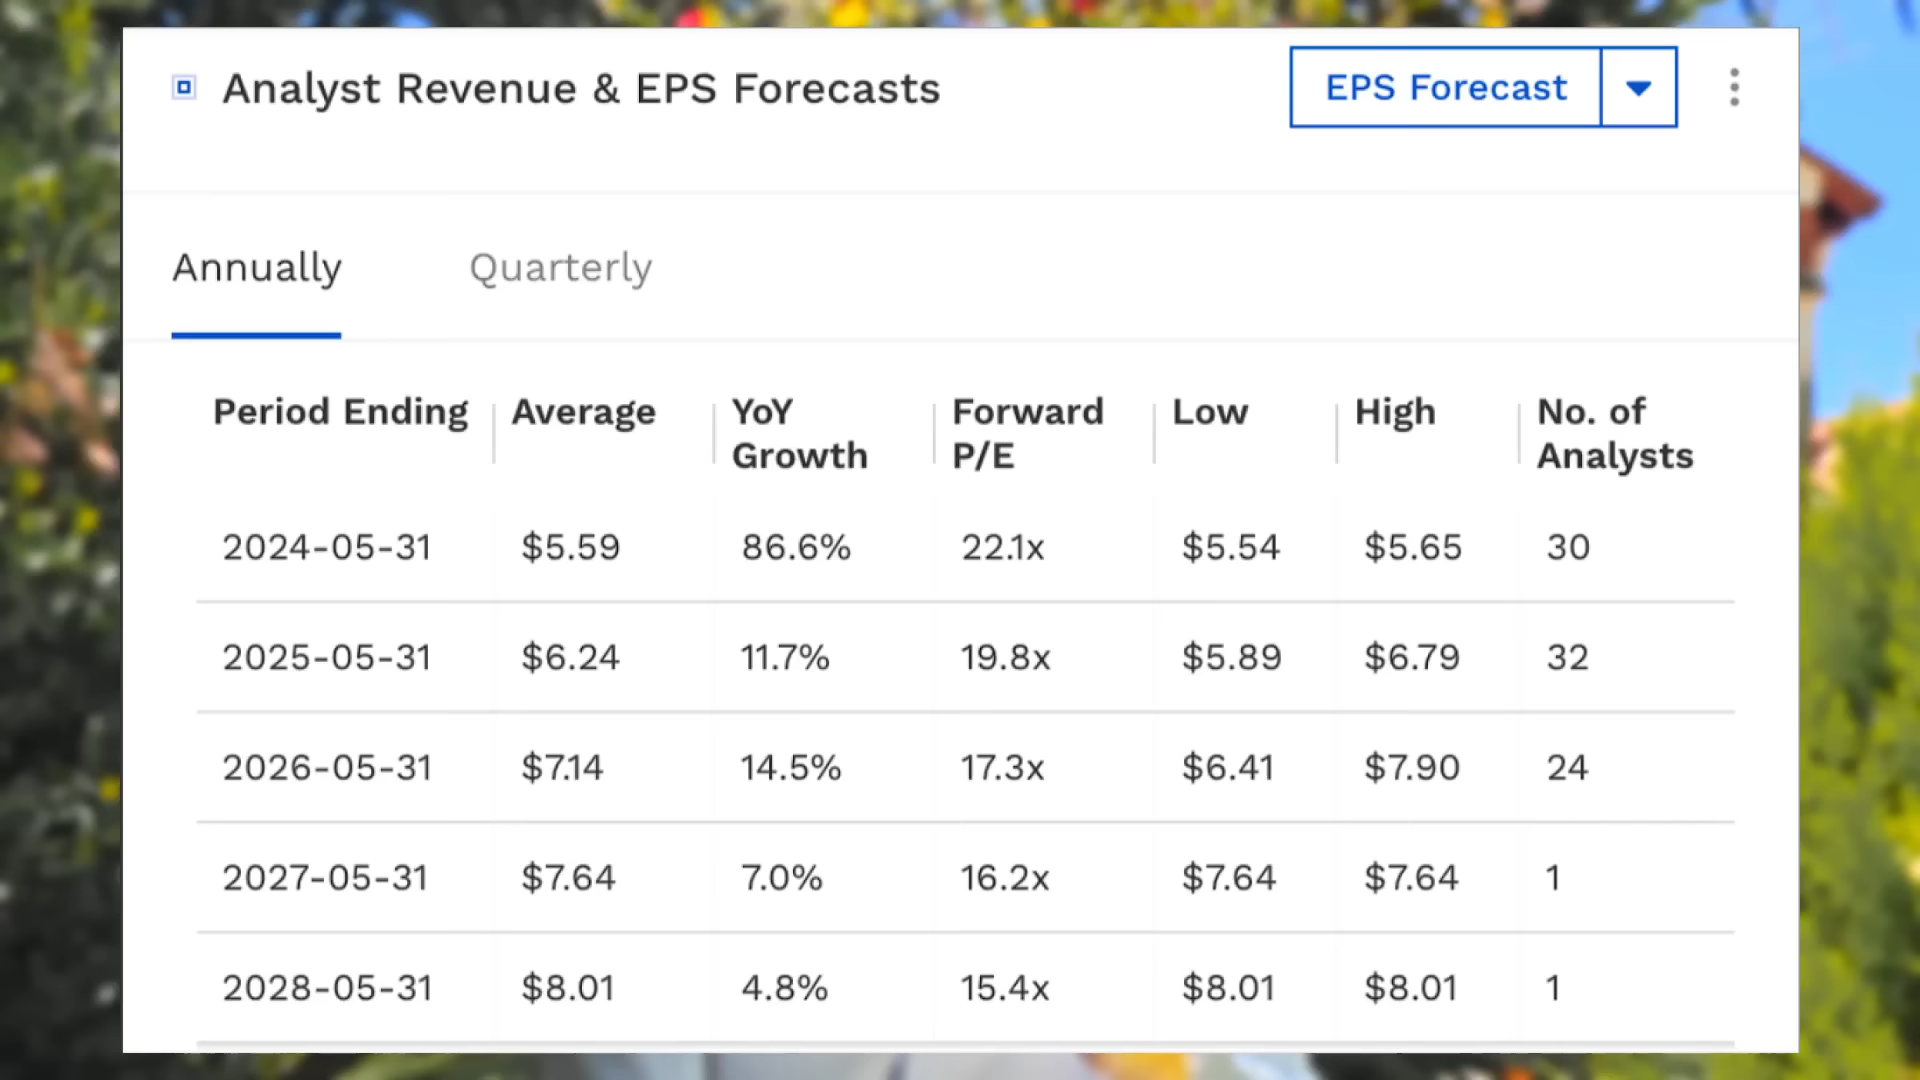 Analyst Revenue & EPS Forecasts
EPS Forecast
Annually Quarterly
Period Ending Average YoY Growth Forward P/E Low High No. of Analysts
2024-05-31 $5.59 86.6% 22.1x $5.54 $5.65 30
2025-05-31 $6.24 11.7% 19.8x $5.89 $6.79 32
2026-05-31 $7.14 14.5% 17.3x $6.41 $7.90 24
2027-05-31 $7.64 7.0% 16.2x $7.64 $7.64 1
2028-05-31 $8.01 4.8% 15.4x $8.01 $8.01 1